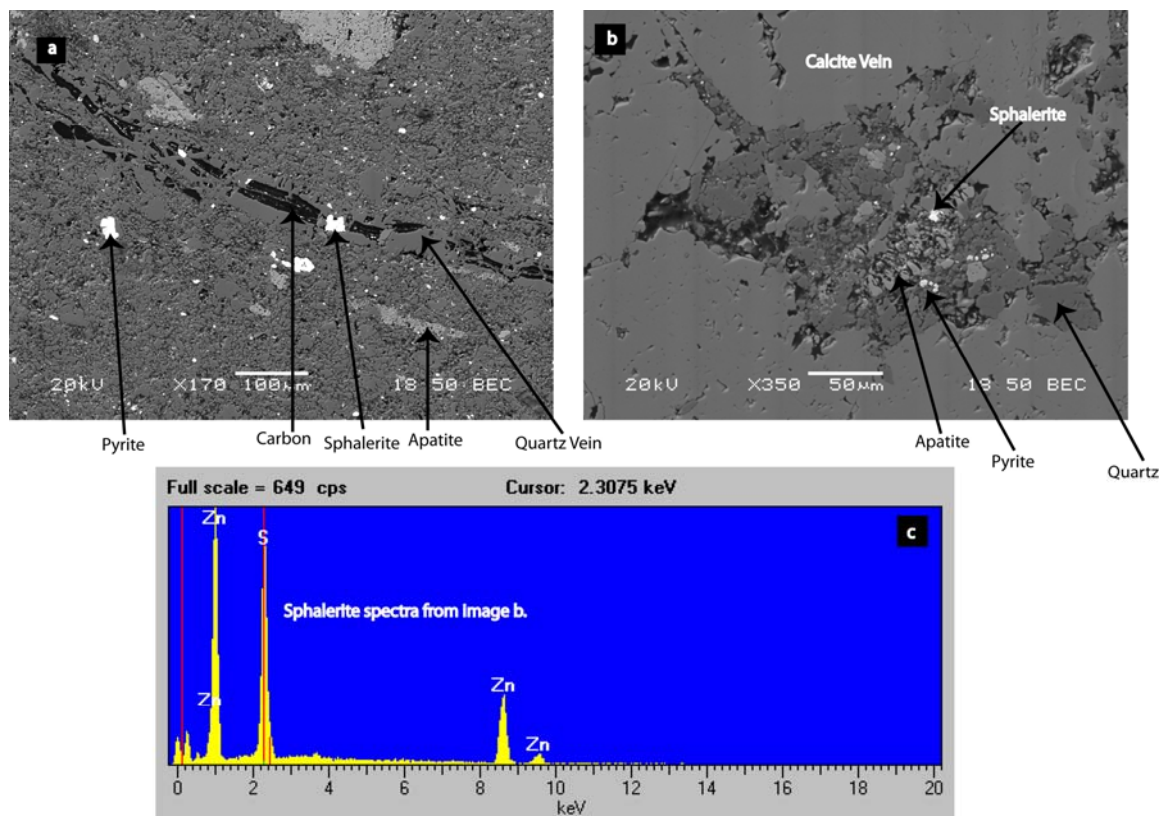 a
20kV X170 100μm 18 50 BEC
Pyrite
Carbon
Sphalerite
Apatite
Quartz Vein
b
Calcite Vein
Sphalerite
20kV X350 50μm 18 50 BEC
Apatite
Pyrite
Quartz
Full scale = 649 cps Cursor: 2.3075 keV
c
Zn
S
Sphalerite spectra from image b.
Zn
Zn
Zn
0 2 4 6 8 10 12 14 16 18 20
keV